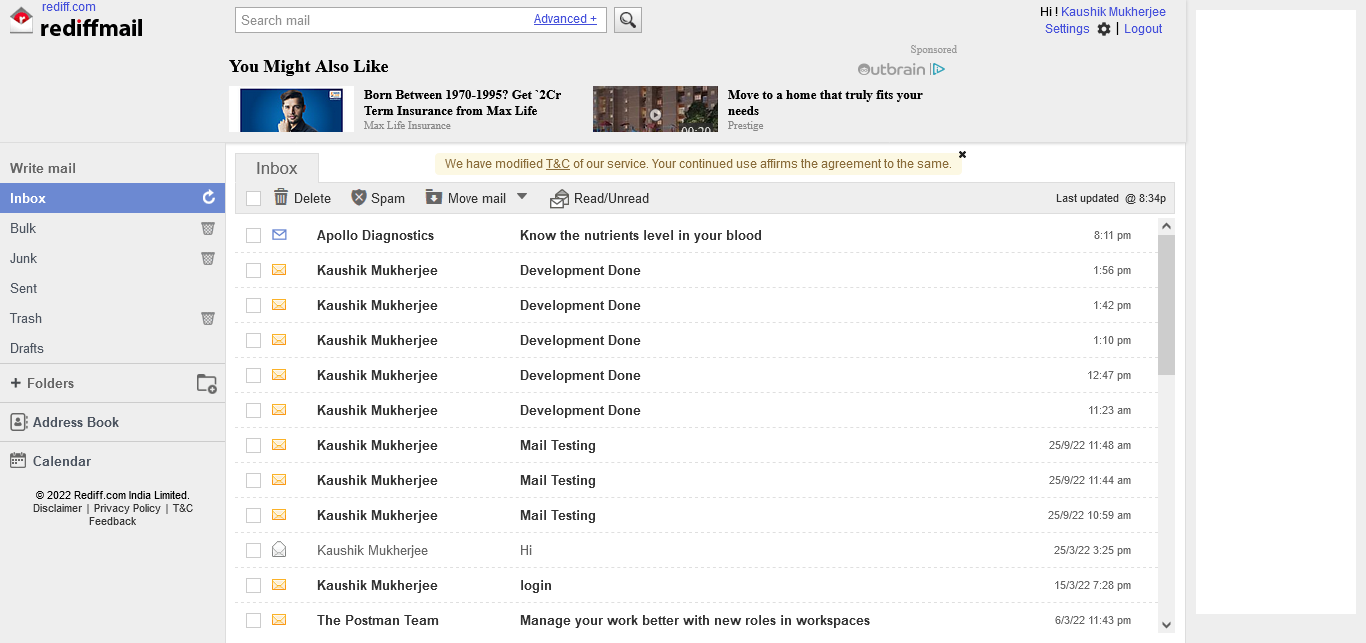 rediff.com
rediffmail
Search mail
Advanced +
Hi ! Kaushik Mukherjee
Settings | Logout
Sponsored
You Might Also Like
Outbrain
Born Between 1970-1995? Get `2Cr
Term Insurance from Max Life
Max Life Insurance
00:20
Move to a home that truly fits your
needs
Prestige
Write mail
Inbox
Bulk
Junk
Sent
Trash
Drafts
+ Folders
Address Book
Calendar
© 2022 Rediff.com India Limited.
Disclaimer | Privacy Policy | T&C
Feedback
Inbox
We have modified T&C of our service. Your continued use affirms the agreement to the same.
Delete Spam Move mail Read/Unread Last updated @ 8:34p
Apollo Diagnostics Know the nutrients level in your blood 8:11 pm
Kaushik Mukherjee Development Done 1:56 pm
Kaushik Mukherjee Development Done 1:42 pm
Kaushik Mukherjee Development Done 1:10 pm
Kaushik Mukherjee Development Done 12:47 pm
Kaushik Mukherjee Development Done 11:23 am
Kaushik Mukherjee Mail Testing 25/9/22 11:48 am
Kaushik Mukherjee Mail Testing 25/9/22 11:44 am
Kaushik Mukherjee Mail Testing 25/9/22 10:59 am
Kaushik Mukherjee Hi 25/3/22 3:25 pm
Kaushik Mukherjee login 15/3/22 7:28 pm
The Postman Team Manage your work better with new roles in workspaces 6/3/22 11:43 pm